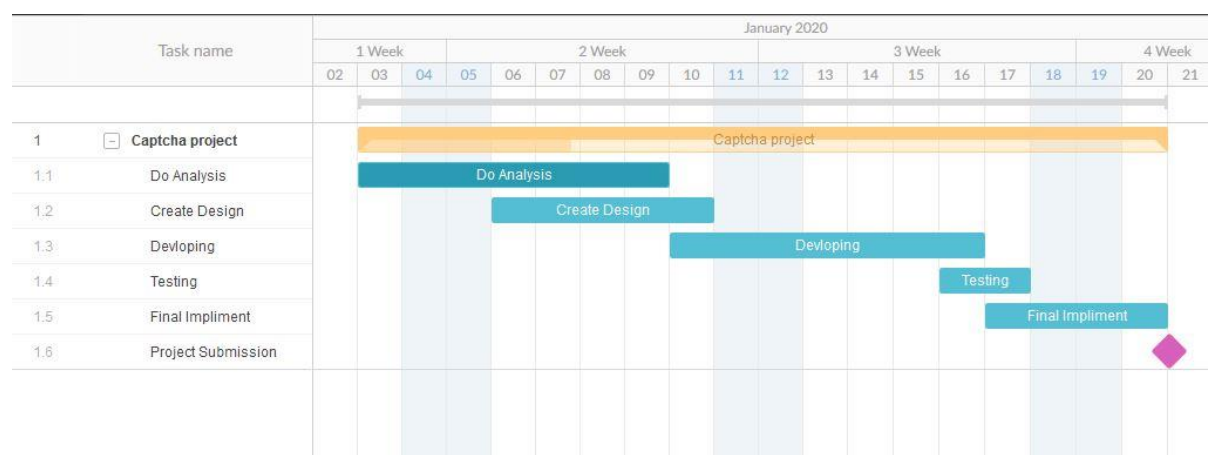 January 2020
Task name
1 Week 2 Week 3 Week 4 Week
02 03 04 05 06 07 08 09 10 11 12 13 14 15 16 17 18 19 20 21
1 Captcha project Captcha project
1.1 Do Analysis Do Analysis
1.2 Create Design Create Design
1.3 Devloping Devloping
1.4 Testing Testing
1.5 Final Impliment Final Impliment
1.6 Project Submission